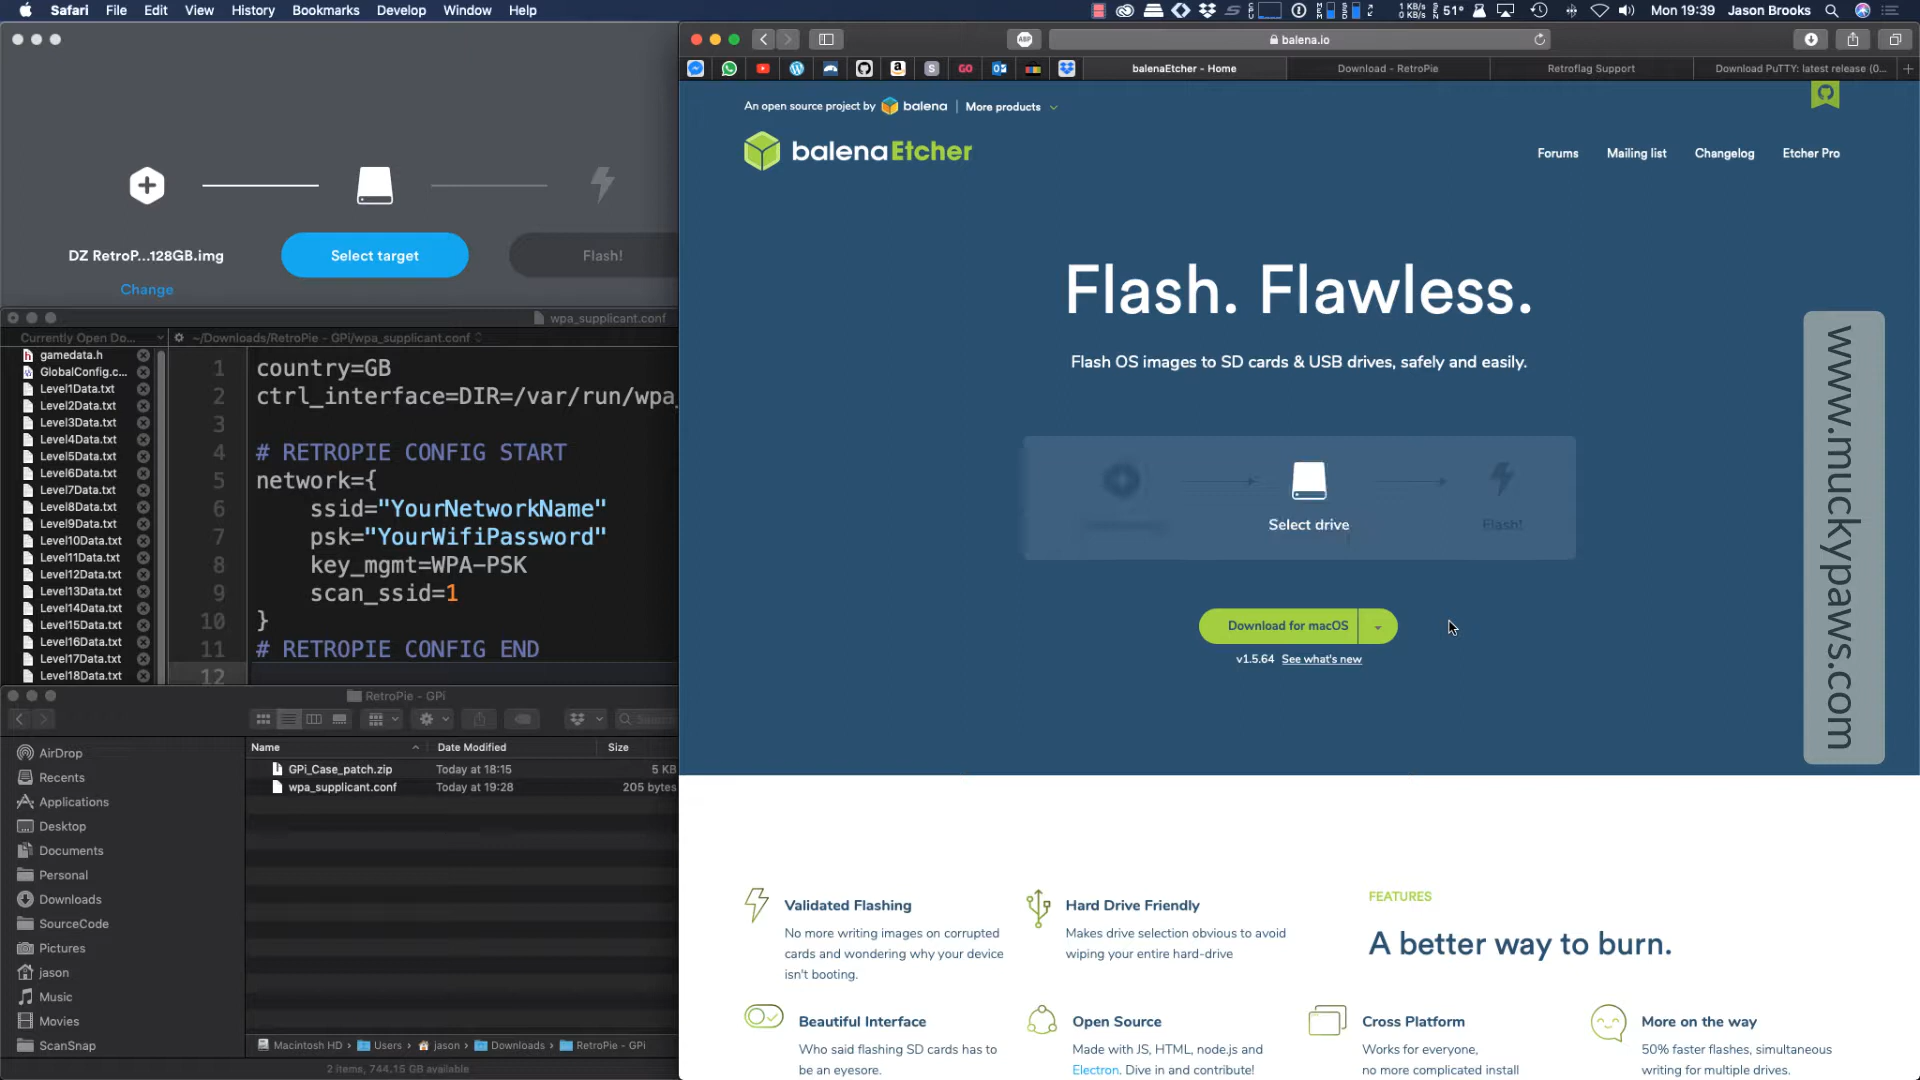 Safari File Edit View History Bookmarks Develop Window Help
1 KB/s
0 KB/s
51°
Mon 19:39 Jason Brooks
balena.io
balenaEtcher - Home
Download - RetroPie
Retroflag Support
Download PuTTY: latest release (0...
DZ RetroP...128GB.img
Change
Select target
Flash!
wpa_supplicant.conf
Currently Open Do...
~/Downloads/RetroPie - GPi/wpa_supplicant.conf
gamedata.h
GlobalConfig.c...
Level1Data.txt
Level2Data.txt
Level3Data.txt
Level4Data.txt
Level5Data.txt
Level6Data.txt
Level7Data.txt
Level8Data.txt
Level9Data.txt
Level10Data.txt
Level11Data.txt
Level12Data.txt
Level13Data.txt
Level14Data.txt
Level15Data.txt
Level16Data.txt
Level17Data.txt
Level18Data.txt
1 country=GB
2 ctrl_interface=DIR=/var/run/wpa_
3
4 # RETROPIE CONFIG START
5 network={
6 ssid="YourNetworkName"
7 psk="YourWifiPassword"
8 key_mgmt=WPA-PSK
9 scan_ssid=1
10 }
11 # RETROPIE CONFIG END
12
RetroPie - GPi
Search
AirDrop
Recents
Applications
Desktop
Documents
Personal
Downloads
SourceCode
Pictures
jason
Music
Movies
ScanSnap
Name Date Modified Size
GPi_Case_patch.zip Today at 18:15 5 KB
wpa_supplicant.conf Today at 19:28 205 bytes
Macintosh HD › Users › jason › Downloads › RetroPie - GPi
2 items, 744.15 GB available
An open source project by balena | More products
balenaEtcher
Forums Mailing list Changelog Etcher Pro
Flash. Flawless.
Flash OS images to SD cards & USB drives, safely and easily.
Select drive
Flash!
Download for macOS
v1.5.64 See what's new
www.muckypaws.com
Validated Flashing
No more writing images on corrupted
cards and wondering why your device
isn't booting.
Hard Drive Friendly
Makes drive selection obvious to avoid
wiping your entire hard-drive
FEATURES
A better way to burn.
Beautiful Interface
Who said flashing SD cards has to
be an eyesore.
Open Source
Made with JS, HTML, node.js and
Electron. Dive in and contribute!
Cross Platform
Works for everyone,
no more complicated install
More on the way
50% faster flashes, simultaneous
writing for multiple drives.